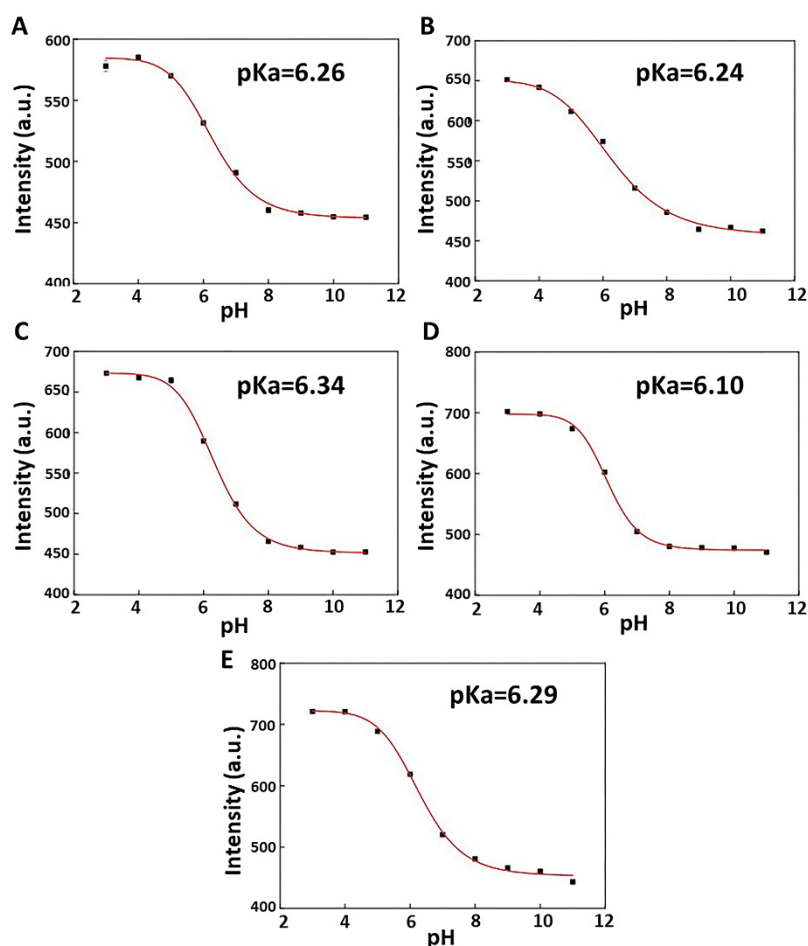 A
600
550
500
450
400
Intensity (a.u.)
pKa=6.26
2 4 6 8 10 12
pH
B
700
650
600
550
500
450
400
Intensity (a.u.)
pKa=6.24
2 4 6 8 10 12
pH
C
700
650
600
550
500
450
400
Intensity (a.u.)
pKa=6.34
2 4 6 8 10 12
pH
D
800
700
600
500
400
Intensity (a.u.)
pKa=6.10
2 4 6 8 10 12
pH
E
800
700
600
500
400
Intensity (a.u.)
pKa=6.29
2 4 6 8 10 12
pH